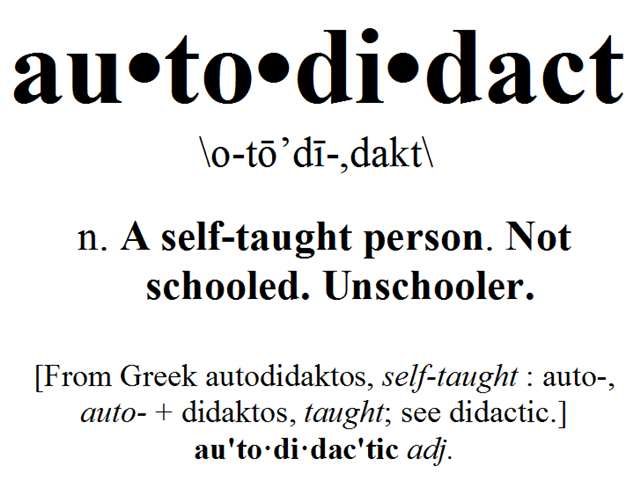 au•to•di•dact
\o-tō’dī-,dakt\
n. A self-taught person. Not
schooled. Unschooler.
[From Greek autodidaktos, self-taught : auto-,
auto- + didaktos, taught; see didactic.]
au'to·di·dac'tic adj.